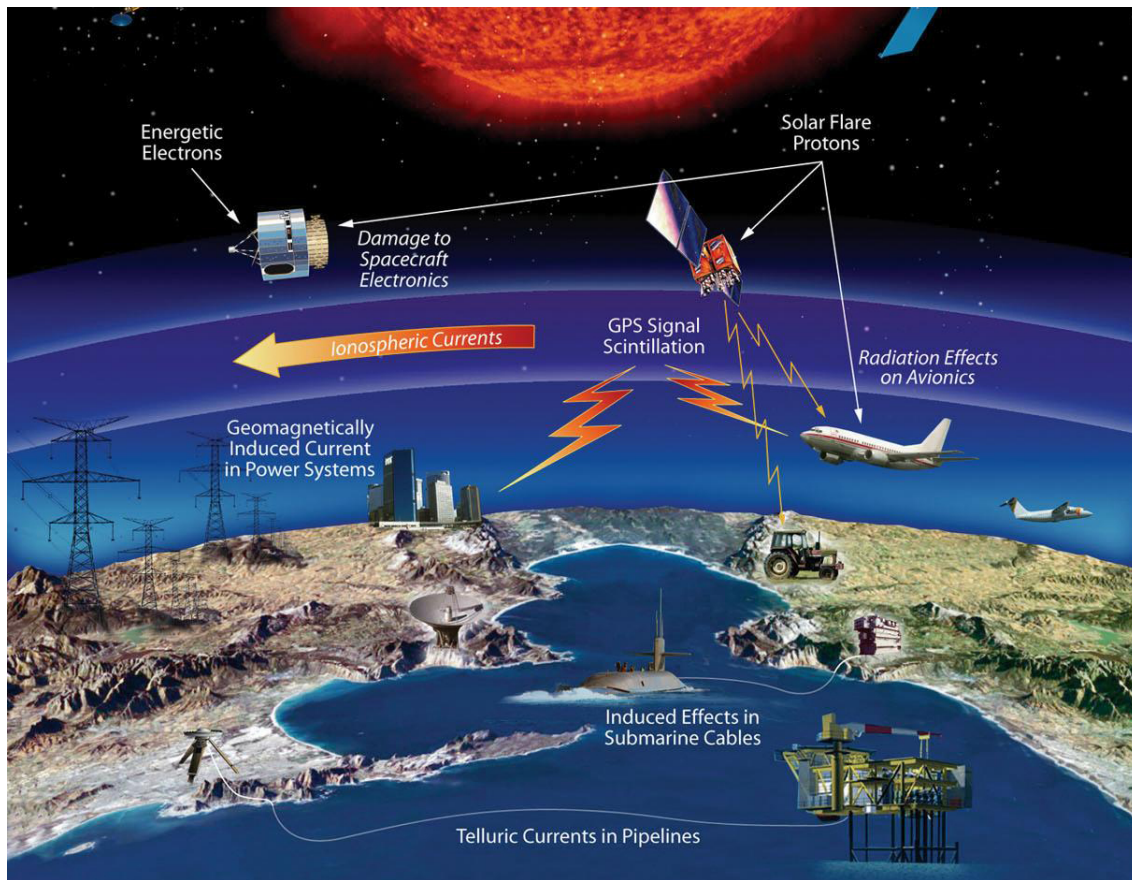 Energetic
Electrons
Solar Flare
Protons
Damage to
Spacecraft
Electronics
Ionospheric Currents
GPS Signal
Scintillation
Radiation Effects
on Avionics
Geomagnetically
Induced Current
in Power Systems
Induced Effects in
Submarine Cables
Telluric Currents in Pipelines